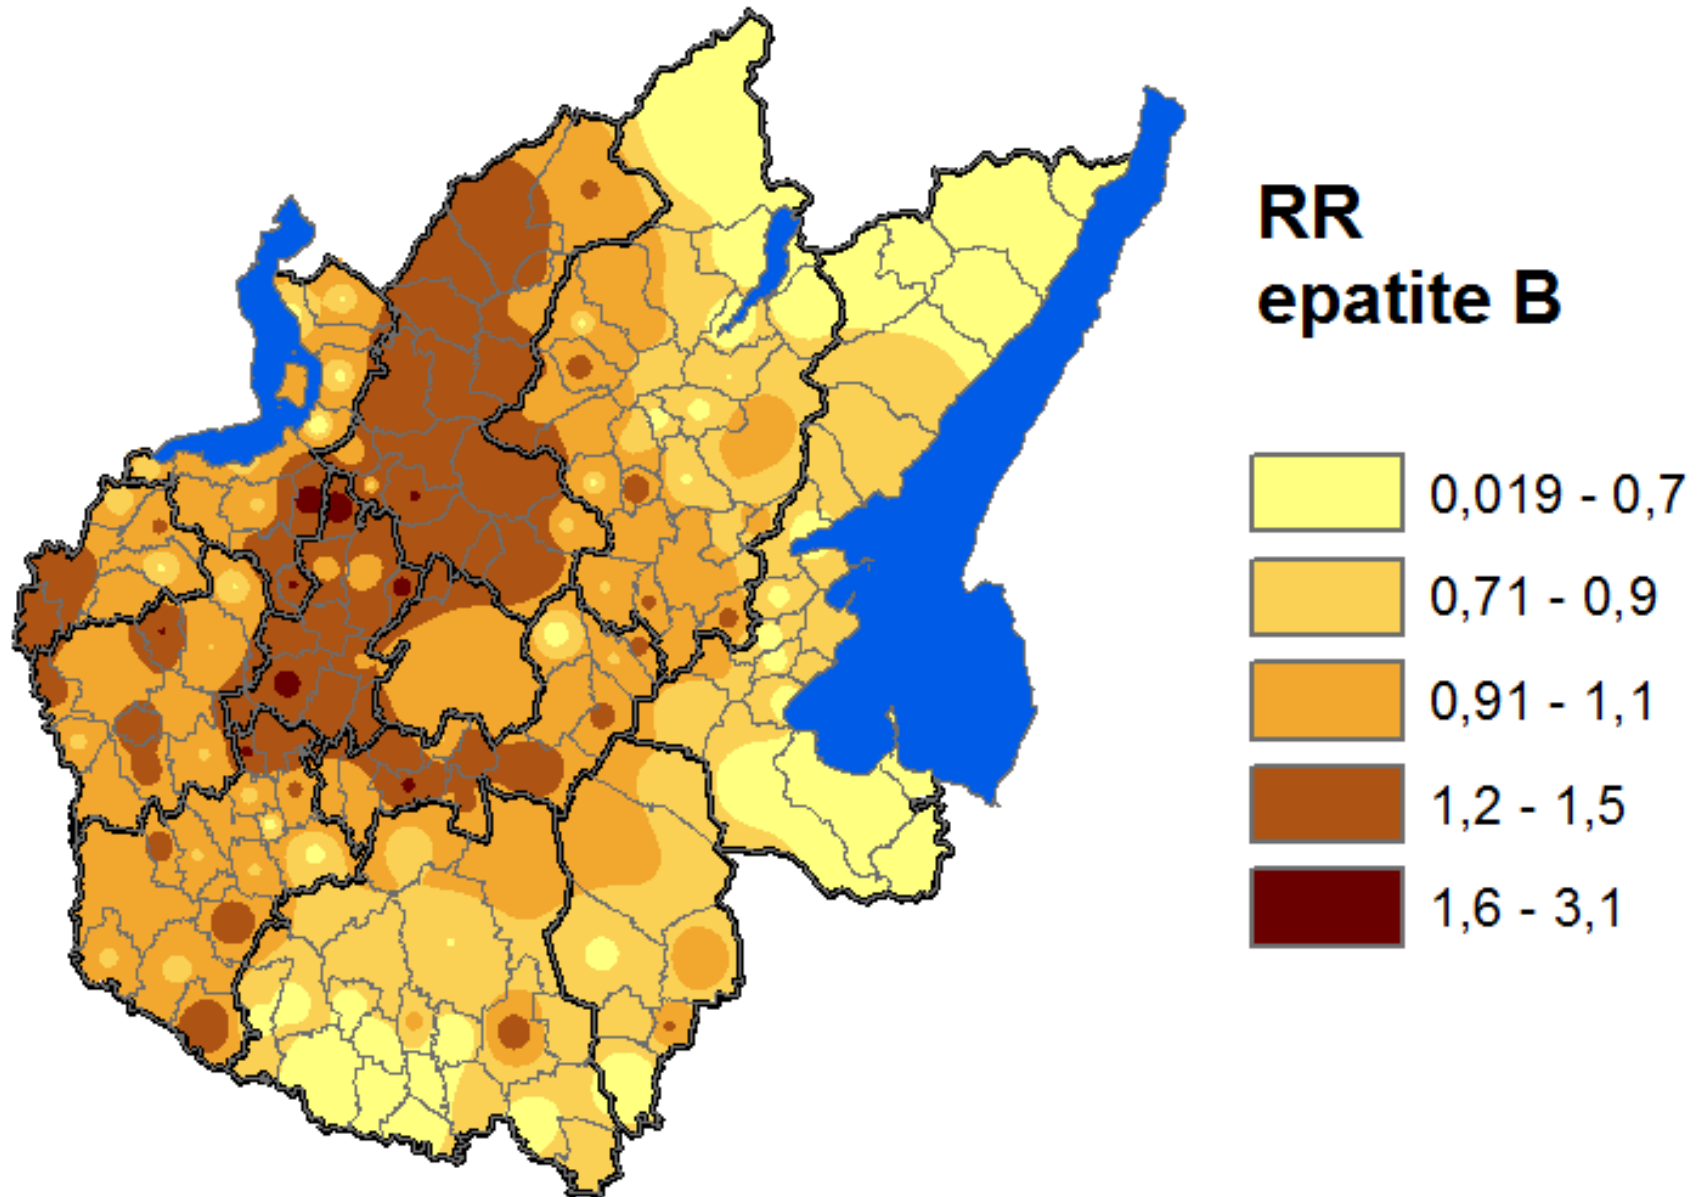 RR
epatite B
0,019 - 0,7
0,71 - 0,9
0,91 - 1,1
1,2 - 1,5
1,6 - 3,1